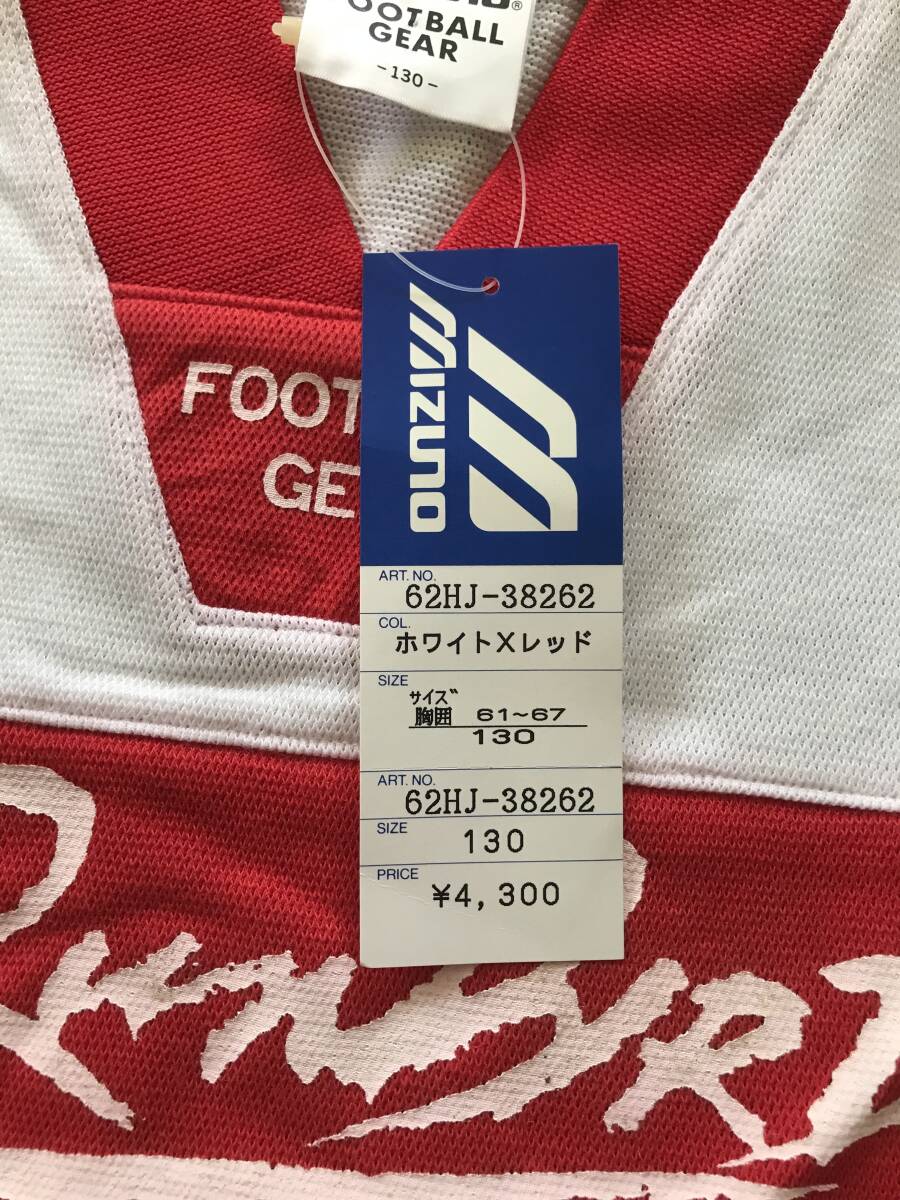 FOOTBALL
GEAR
-130-
MIZUNO
FOOT
GE
ART. NO.
62HJ-38262
COL.
ホワイトXレッド
SIZE
サイズ
胸囲 61~67
130
ART. NO.
62HJ-38262
SIZE
130
PRICE
¥4,300